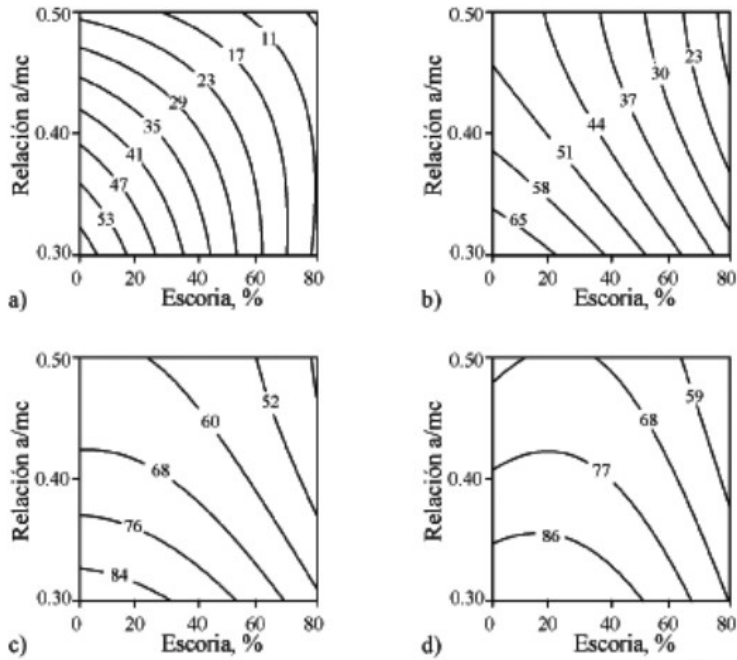 a)
Relación a/mc
0.50
0.40
0.30
11
17
23
29
35
41
47
53
0 20 40 60 80
Escoria, %
b)
Relación a/mc
0.50
0.40
0.30
23
30
37
44
51
58
65
0 20 40 60 80
Escoria, %
c)
Relación a/mc
0.50
0.40
0.30
52
60
68
76
84
0 20 40 60 80
Escoria, %
d)
Relación a/mc
0.50
0.40
0.30
59
68
77
86
0 20 40 60 80
Escoria, %